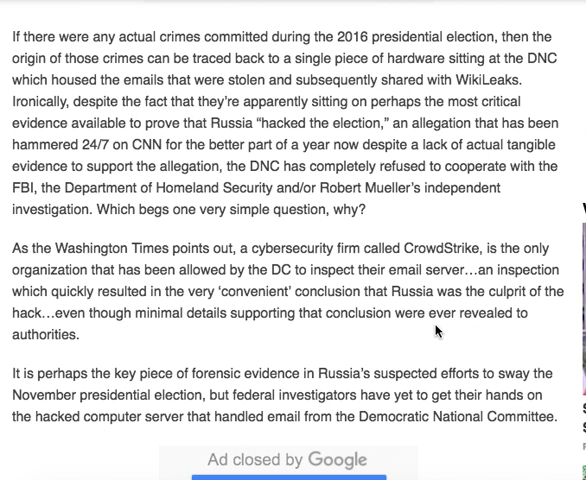 If there were any actual crimes committed during the 2016 presidential election, then the
origin of those crimes can be traced back to a single piece of hardware sitting at the DNC
which housed the emails that were stolen and subsequently shared with WikiLeaks.
Ironically, despite the fact that they're apparently sitting on perhaps the most critical
evidence available to prove that Russia “hacked the election,” an allegation that has been
hammered 24/7 on CNN for the better part of a year now despite a lack of actual tangible
evidence to support the allegation, the DNC has completely refused to cooperate with the
FBI, the Department of Homeland Security and/or Robert Mueller's independent
investigation. Which begs one very simple question, why?
As the Washington Times points out, a cybersecurity firm called CrowdStrike, is the only
organization that has been allowed by the DC to inspect their email server…an inspection
which quickly resulted in the very ‘convenient’ conclusion that Russia was the culprit of the
hack…even though minimal details supporting that conclusion were ever revealed to
authorities.
It is perhaps the key piece of forensic evidence in Russia's suspected efforts to sway the
November presidential election, but federal investigators have yet to get their hands on
the hacked computer server that handled email from the Democratic National Committee.
Ad closed by Google